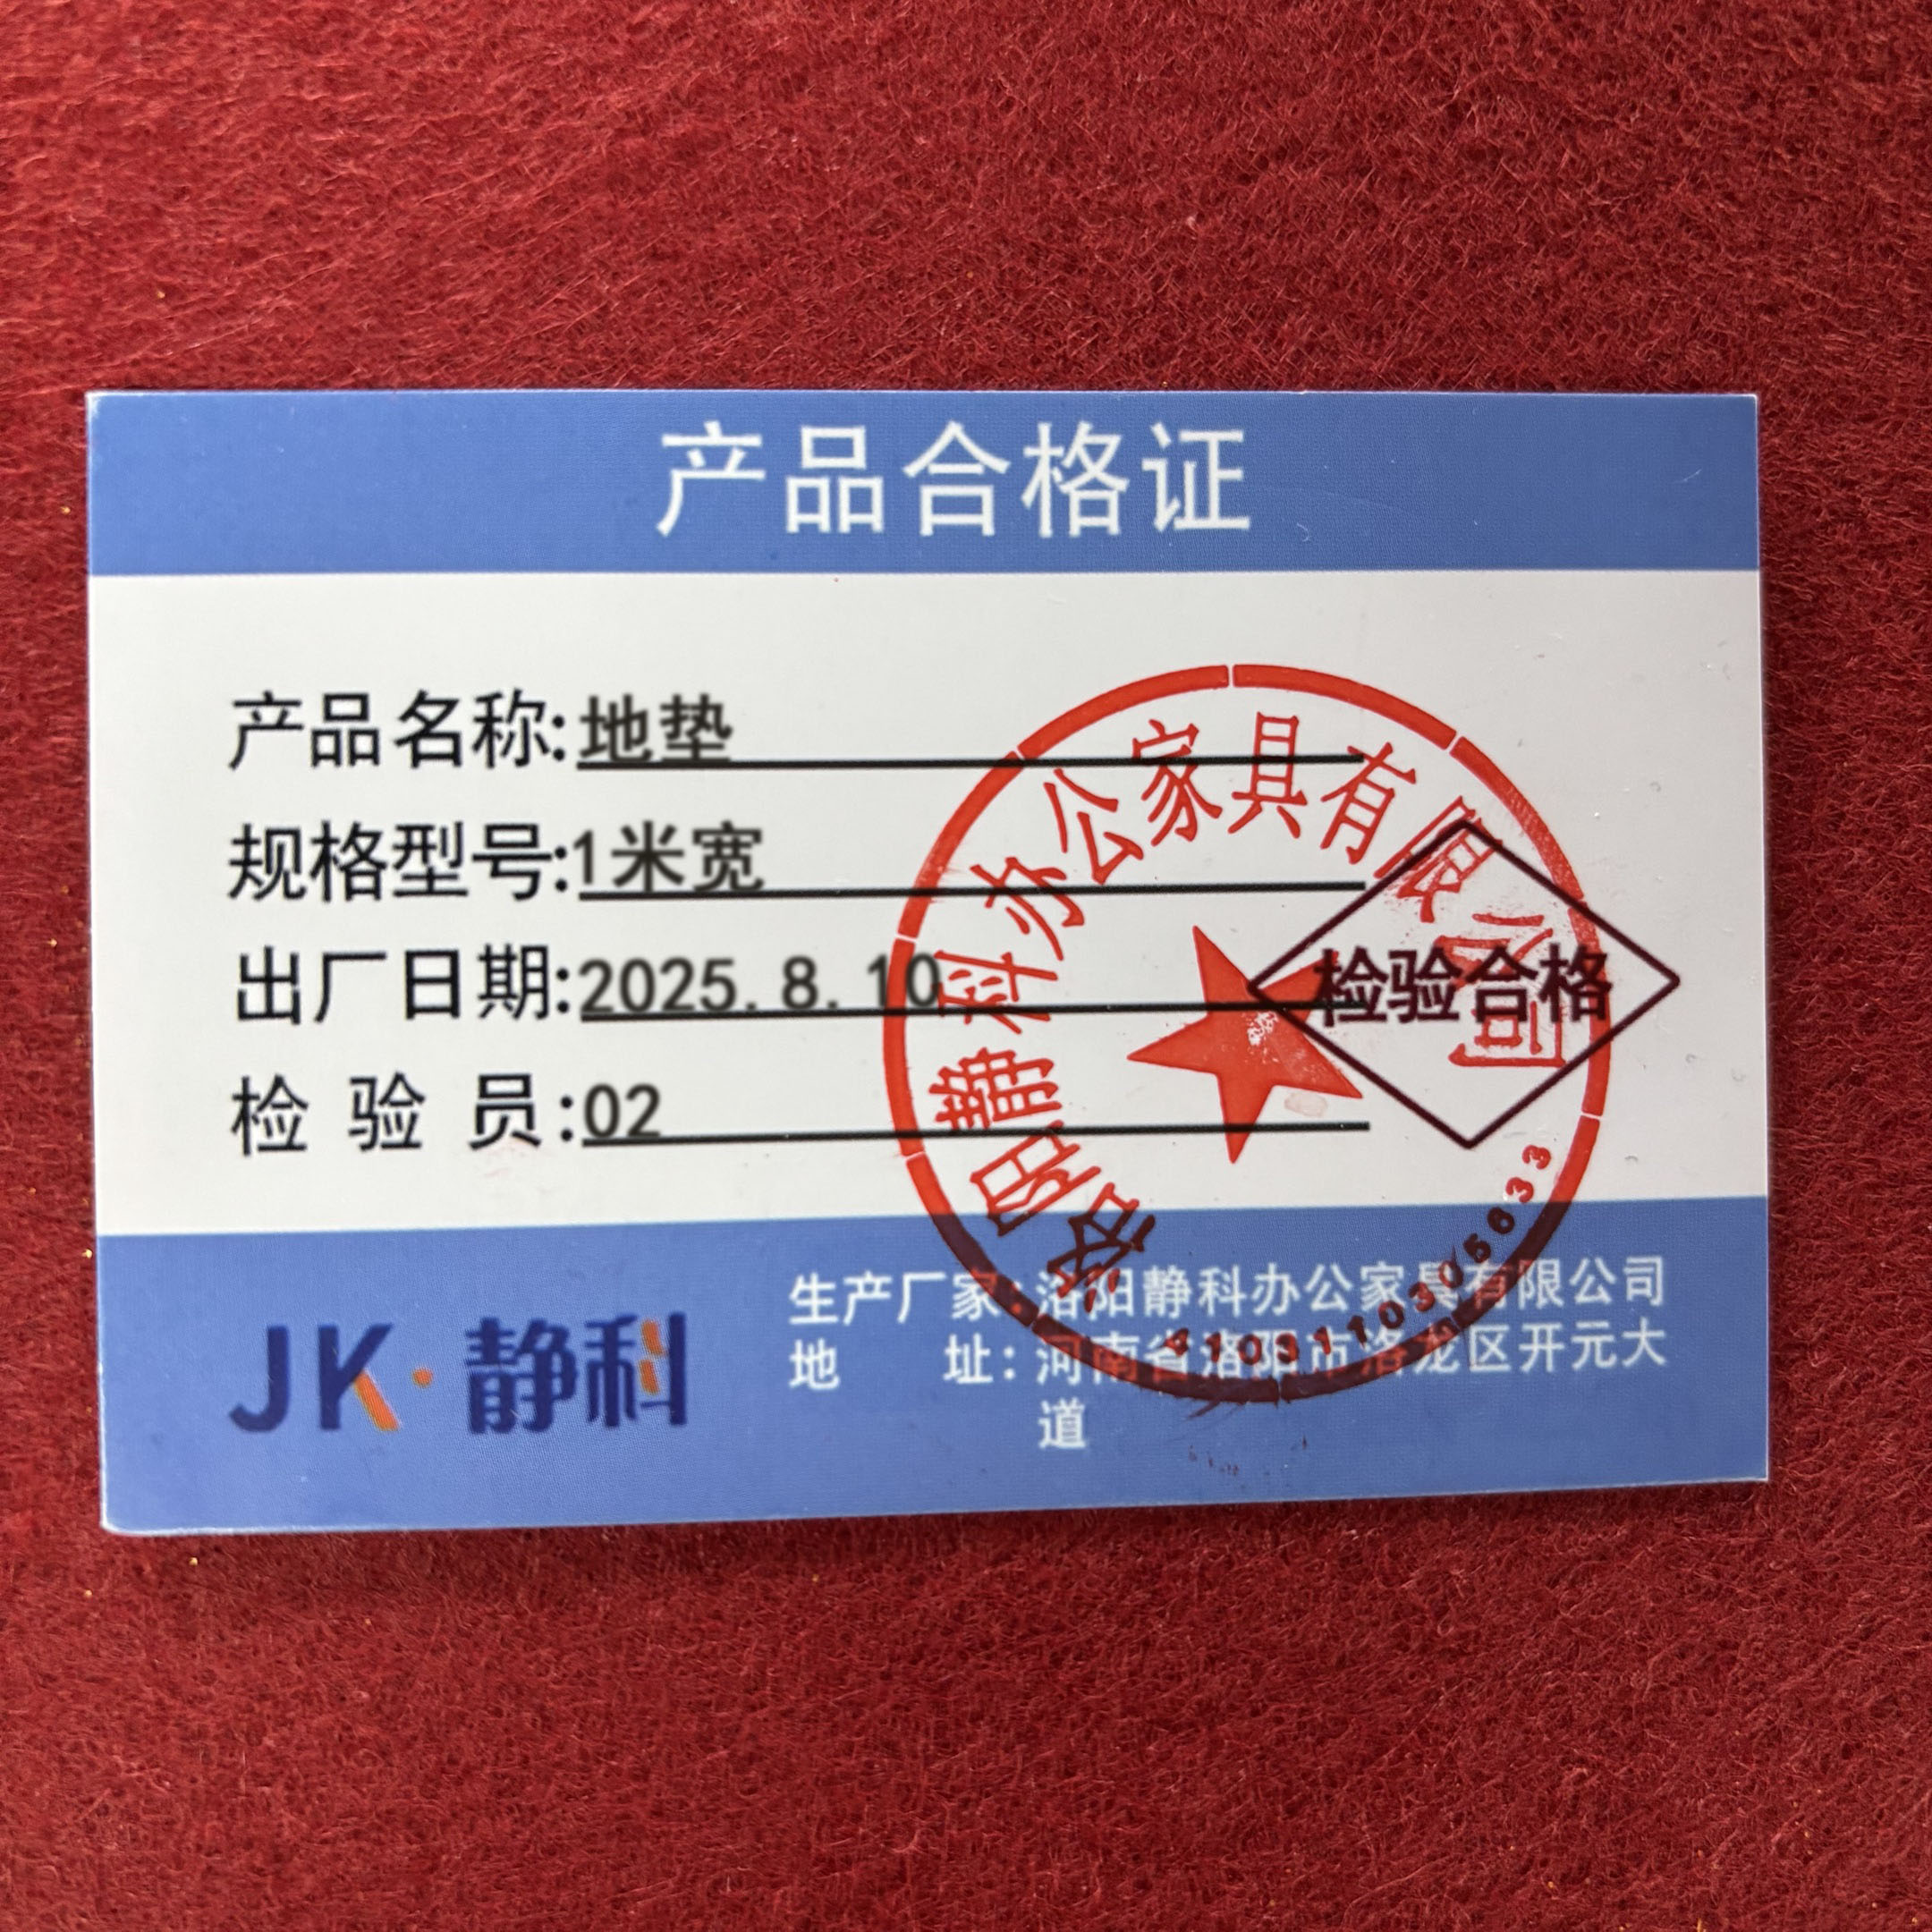 产品合格证
产品名称:地垫
规格型号:1米宽
出厂日期:2025.8.10
检验员:02
检验合格
洛阳静科办公家具有限公司
4103110305633
JK·静科
生产厂家:洛阳静科办公家具有限公司
地址:河南省洛阳市洛龙区开元大
道